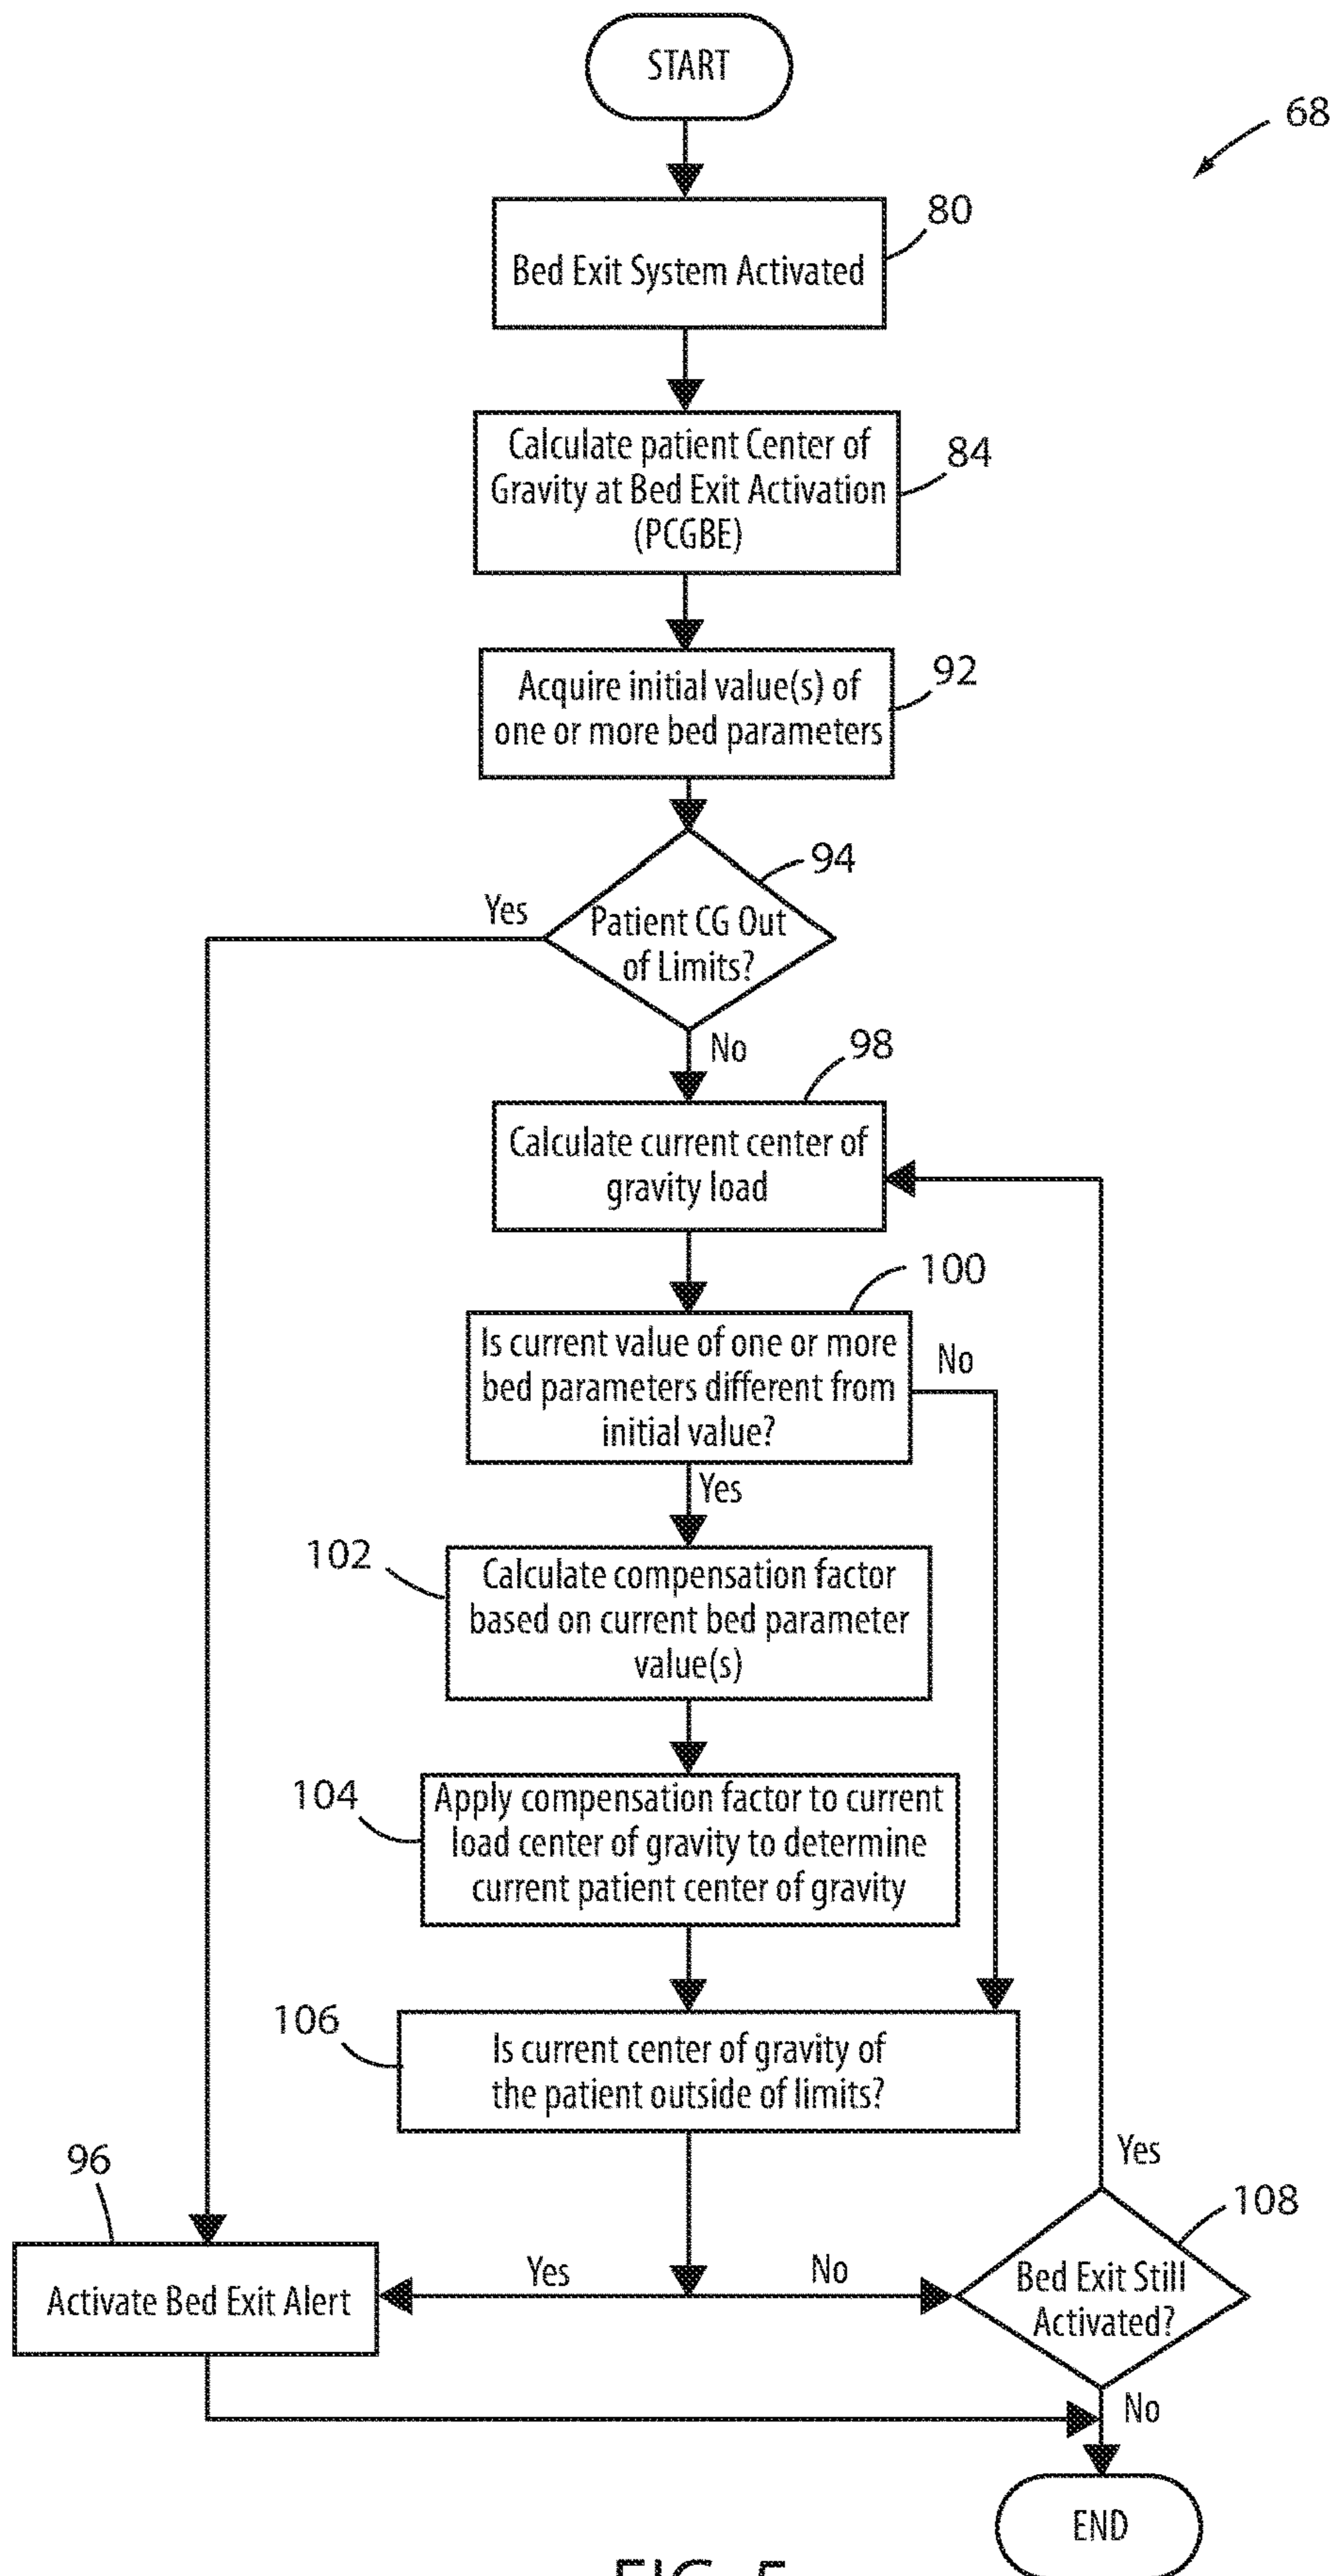 START
68
80
Bed Exit System Activated
Calculate patient Center of
Gravity at Bed Exit Activation
(PCGBE)
84
Acquire initial value(s) of
one or more bed parameters
92
94
Yes
Patient CG Out
of Limits?
No
98
Calculate current center of
gravity load
100
Is current value of one or more
bed parameters different from
initial value?
No
Yes
102
Calculate compensation factor
based on current bed parameter
value(s)
104
Apply compensation factor to current
load center of gravity to determine
current patient center of gravity
106
Is current center of gravity of
the patient outside of limits?
96
Yes
108
Activate Bed Exit Alert
Yes
No
Bed Exit Still
Activated?
No
END
FIG. 5